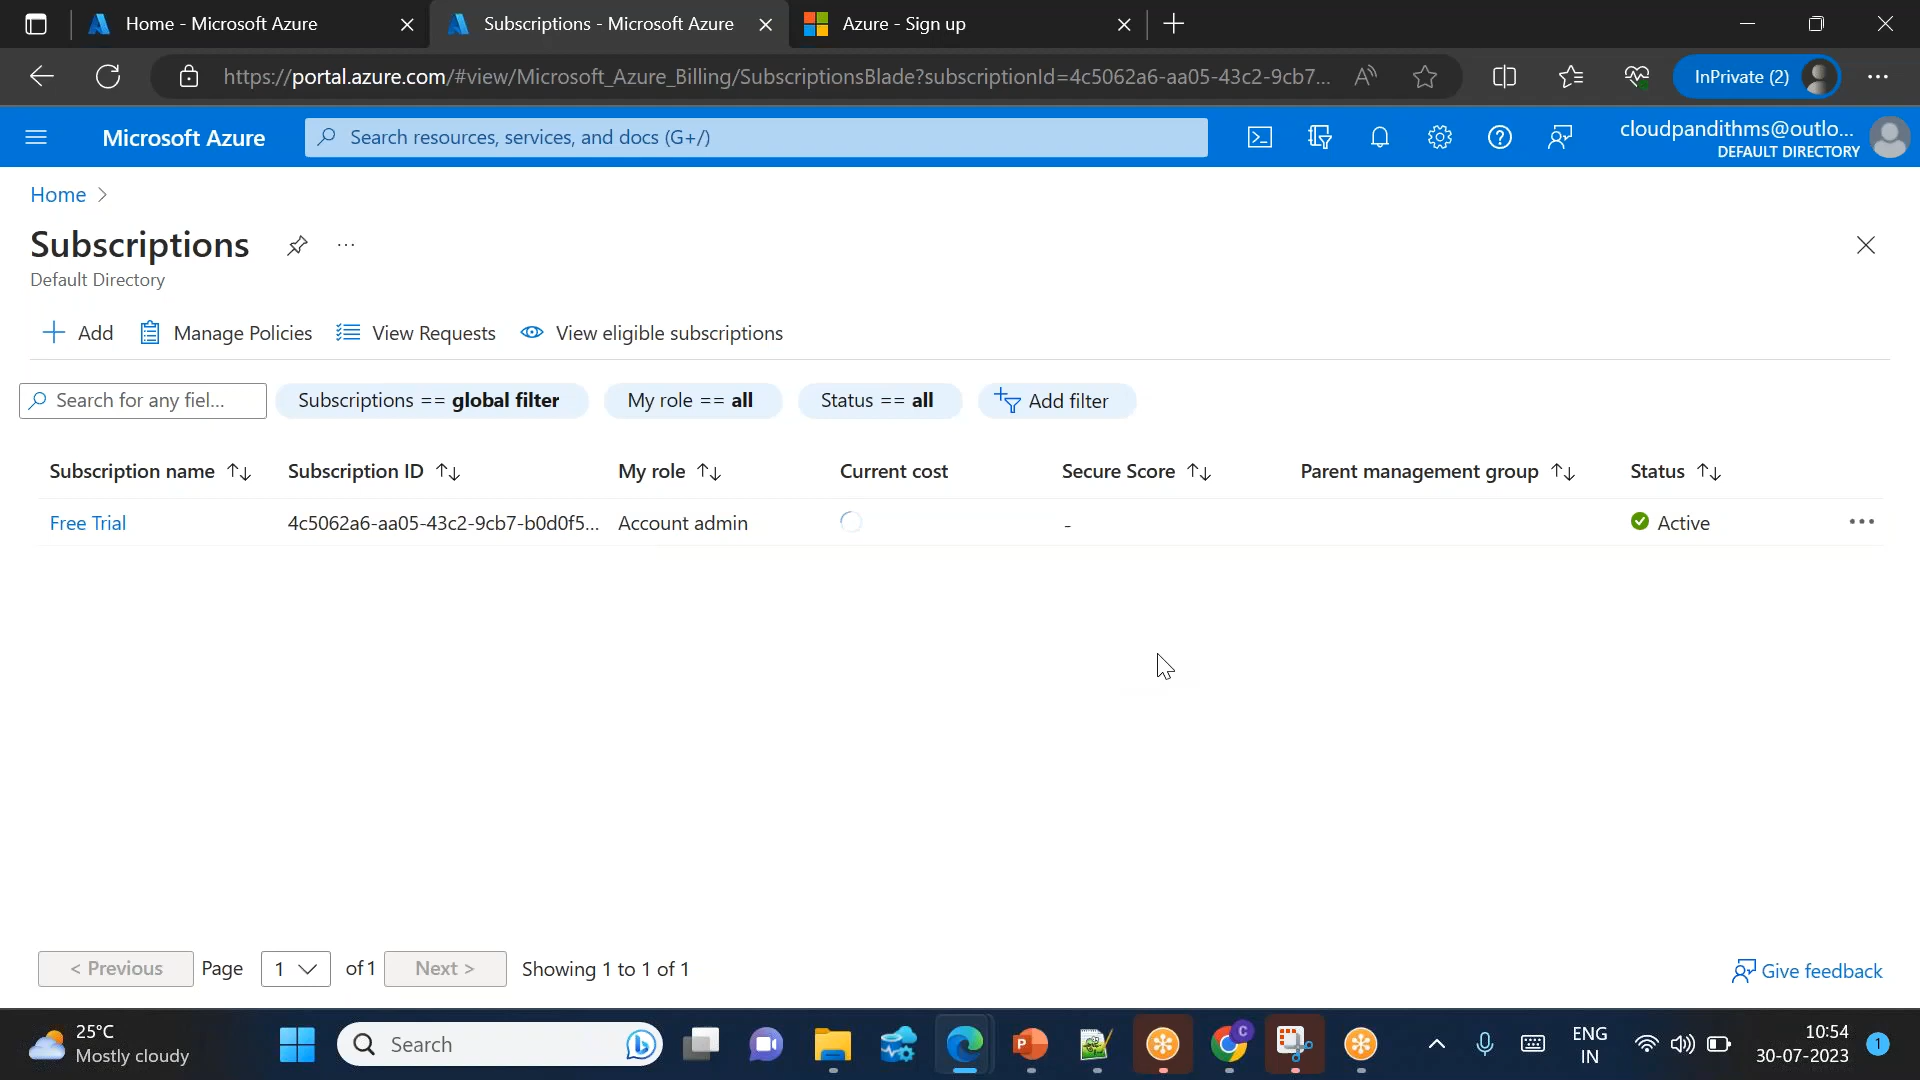 Home - Microsoft Azure
Subscriptions - Microsoft Azure
Azure - Sign up
https://portal.azure.com/#view/Microsoft_Azure_Billing/SubscriptionsBlade?subscriptionId=4c5062a6-aa05-43c2-9cb7...
InPrivate (2)
Microsoft Azure
Search resources, services, and docs (G+/)
cloudpandithms@outlo...
DEFAULT DIRECTORY
Home
Subscriptions
Default Directory
Add
Manage Policies
View Requests
View eligible subscriptions
Search for any fiel...
Subscriptions == global filter
My role == all
Status == all
Add filter
Subscription name
Subscription ID
My role
Current cost
Secure Score
Parent management group
Status
Free Trial
4c5062a6-aa05-43c2-9cb7-b0d0f5...
Account admin
-
Active
< Previous
Page
1
of 1
Next >
Showing 1 to 1 of 1
Give feedback
25°C
Mostly cloudy
Search
ENG
IN
10:54
30-07-2023
1